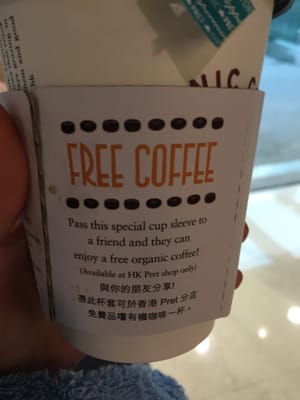 FREE COFFEE
Pass this special cup sleeve to
a friend and they can
enjoy a free organic coffee!
(Available at HK Pret shop only)
與你的朋友分享!
憑此杯套可於香港 Pret 分店
免費品嚐有機咖啡一杯。